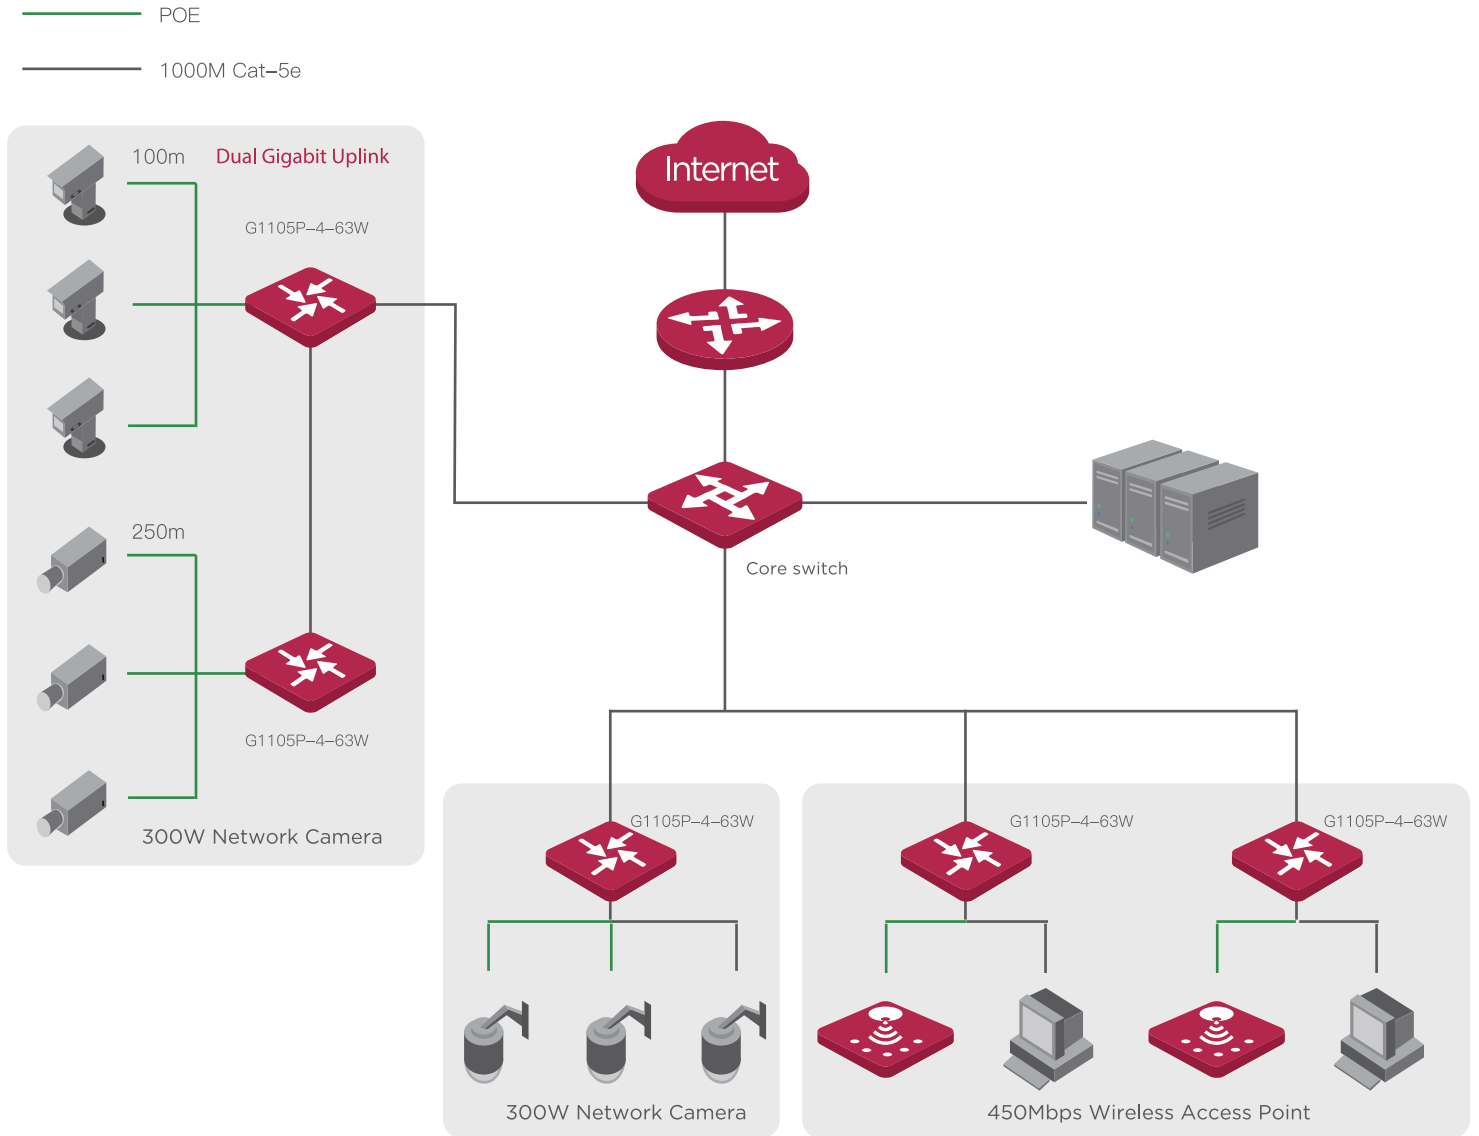 POE
1000M Cat–5e
100m
Dual Gigabit Uplink
Internet
G1105P–4–63W
250m
Core switch
G1105P–4–63W
300W Network Camera
G1105P–4–63W
G1105P–4–63W
G1105P–4–63W
300W Network Camera
450Mbps Wireless Access Point